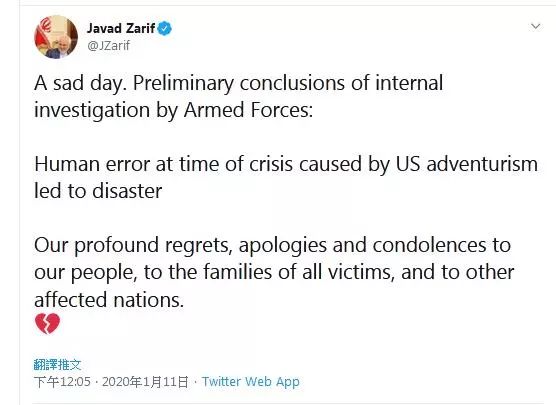 Javad Zarif
@JZarif
A sad day. Preliminary conclusions of internal
investigation by Armed Forces:
Human error at time of crisis caused by US adventurism
led to disaster
Our profound regrets, apologies and condolences to
our people, to the families of all victims, and to other
affected nations.
翻譯推文
下午12:05 · 2020年1月11日 · Twitter Web App